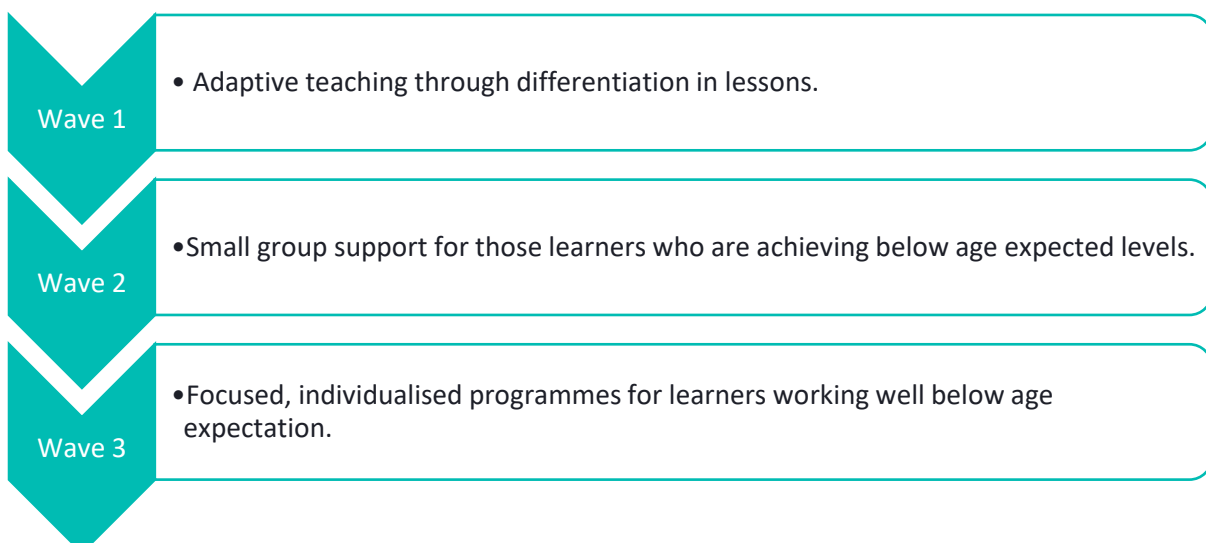 Wave 1
• Adaptive teaching through differentiation in lessons.
Wave 2
•Small group support for those learners who are achieving below age expected levels.
Wave 3
•Focused, individualised programmes for learners working well below age
expectation.